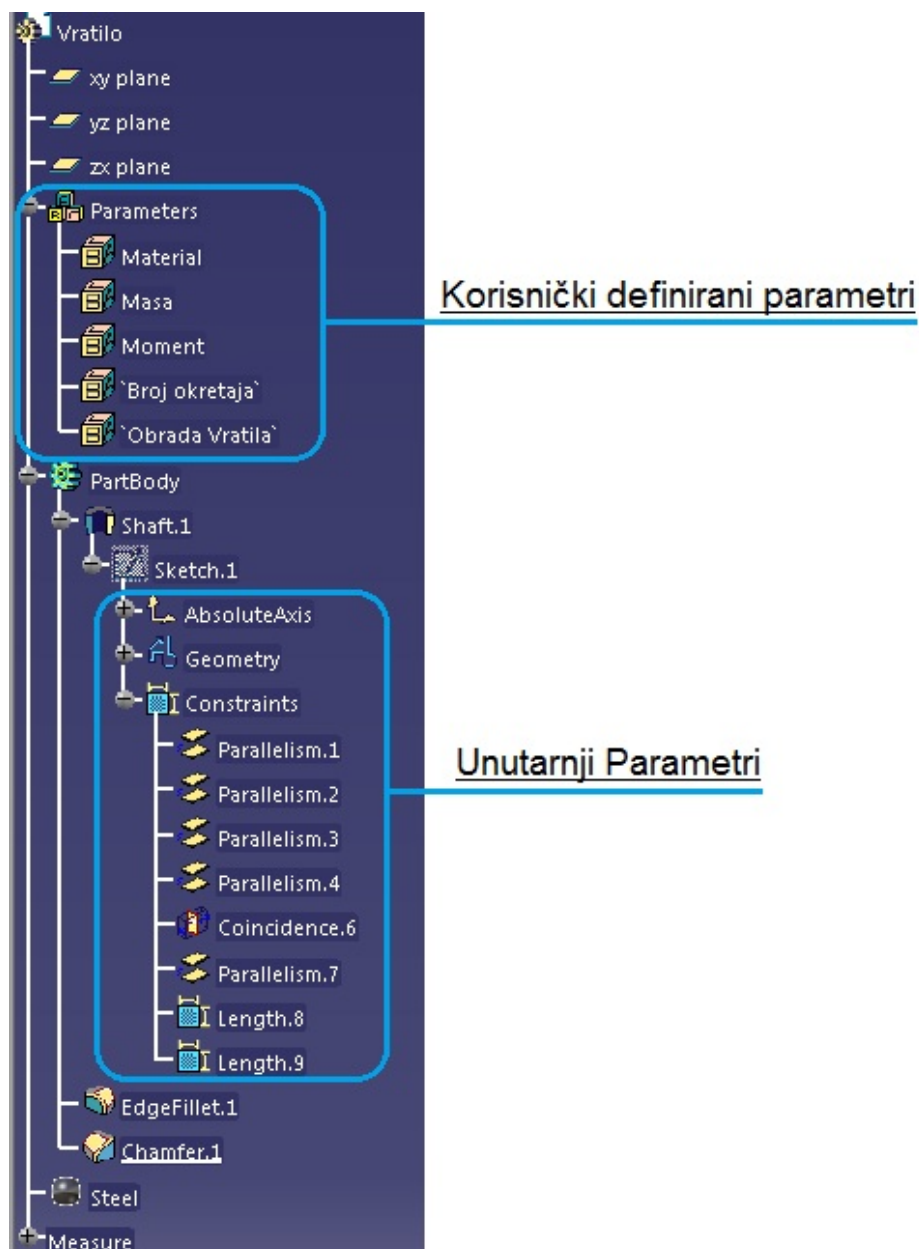 Vratilo
xy plane
yz plane
zx plane
Parameters
Material
Masa
Korisnički definirani parametri
Moment
`Broj okretaja`
`Obrada Vratila`
PartBody
Shaft.1
Sketch.1
AbsoluteAxis
Geometry
Constraints
Parallelism.1
Unutarnji Parametri
Parallelism.2
Parallelism.3
Parallelism.4
Coincidence.6
Parallelism.7
Length.8
Length.9
EdgeFillet.1
Chamfer.1
Steel
Measure